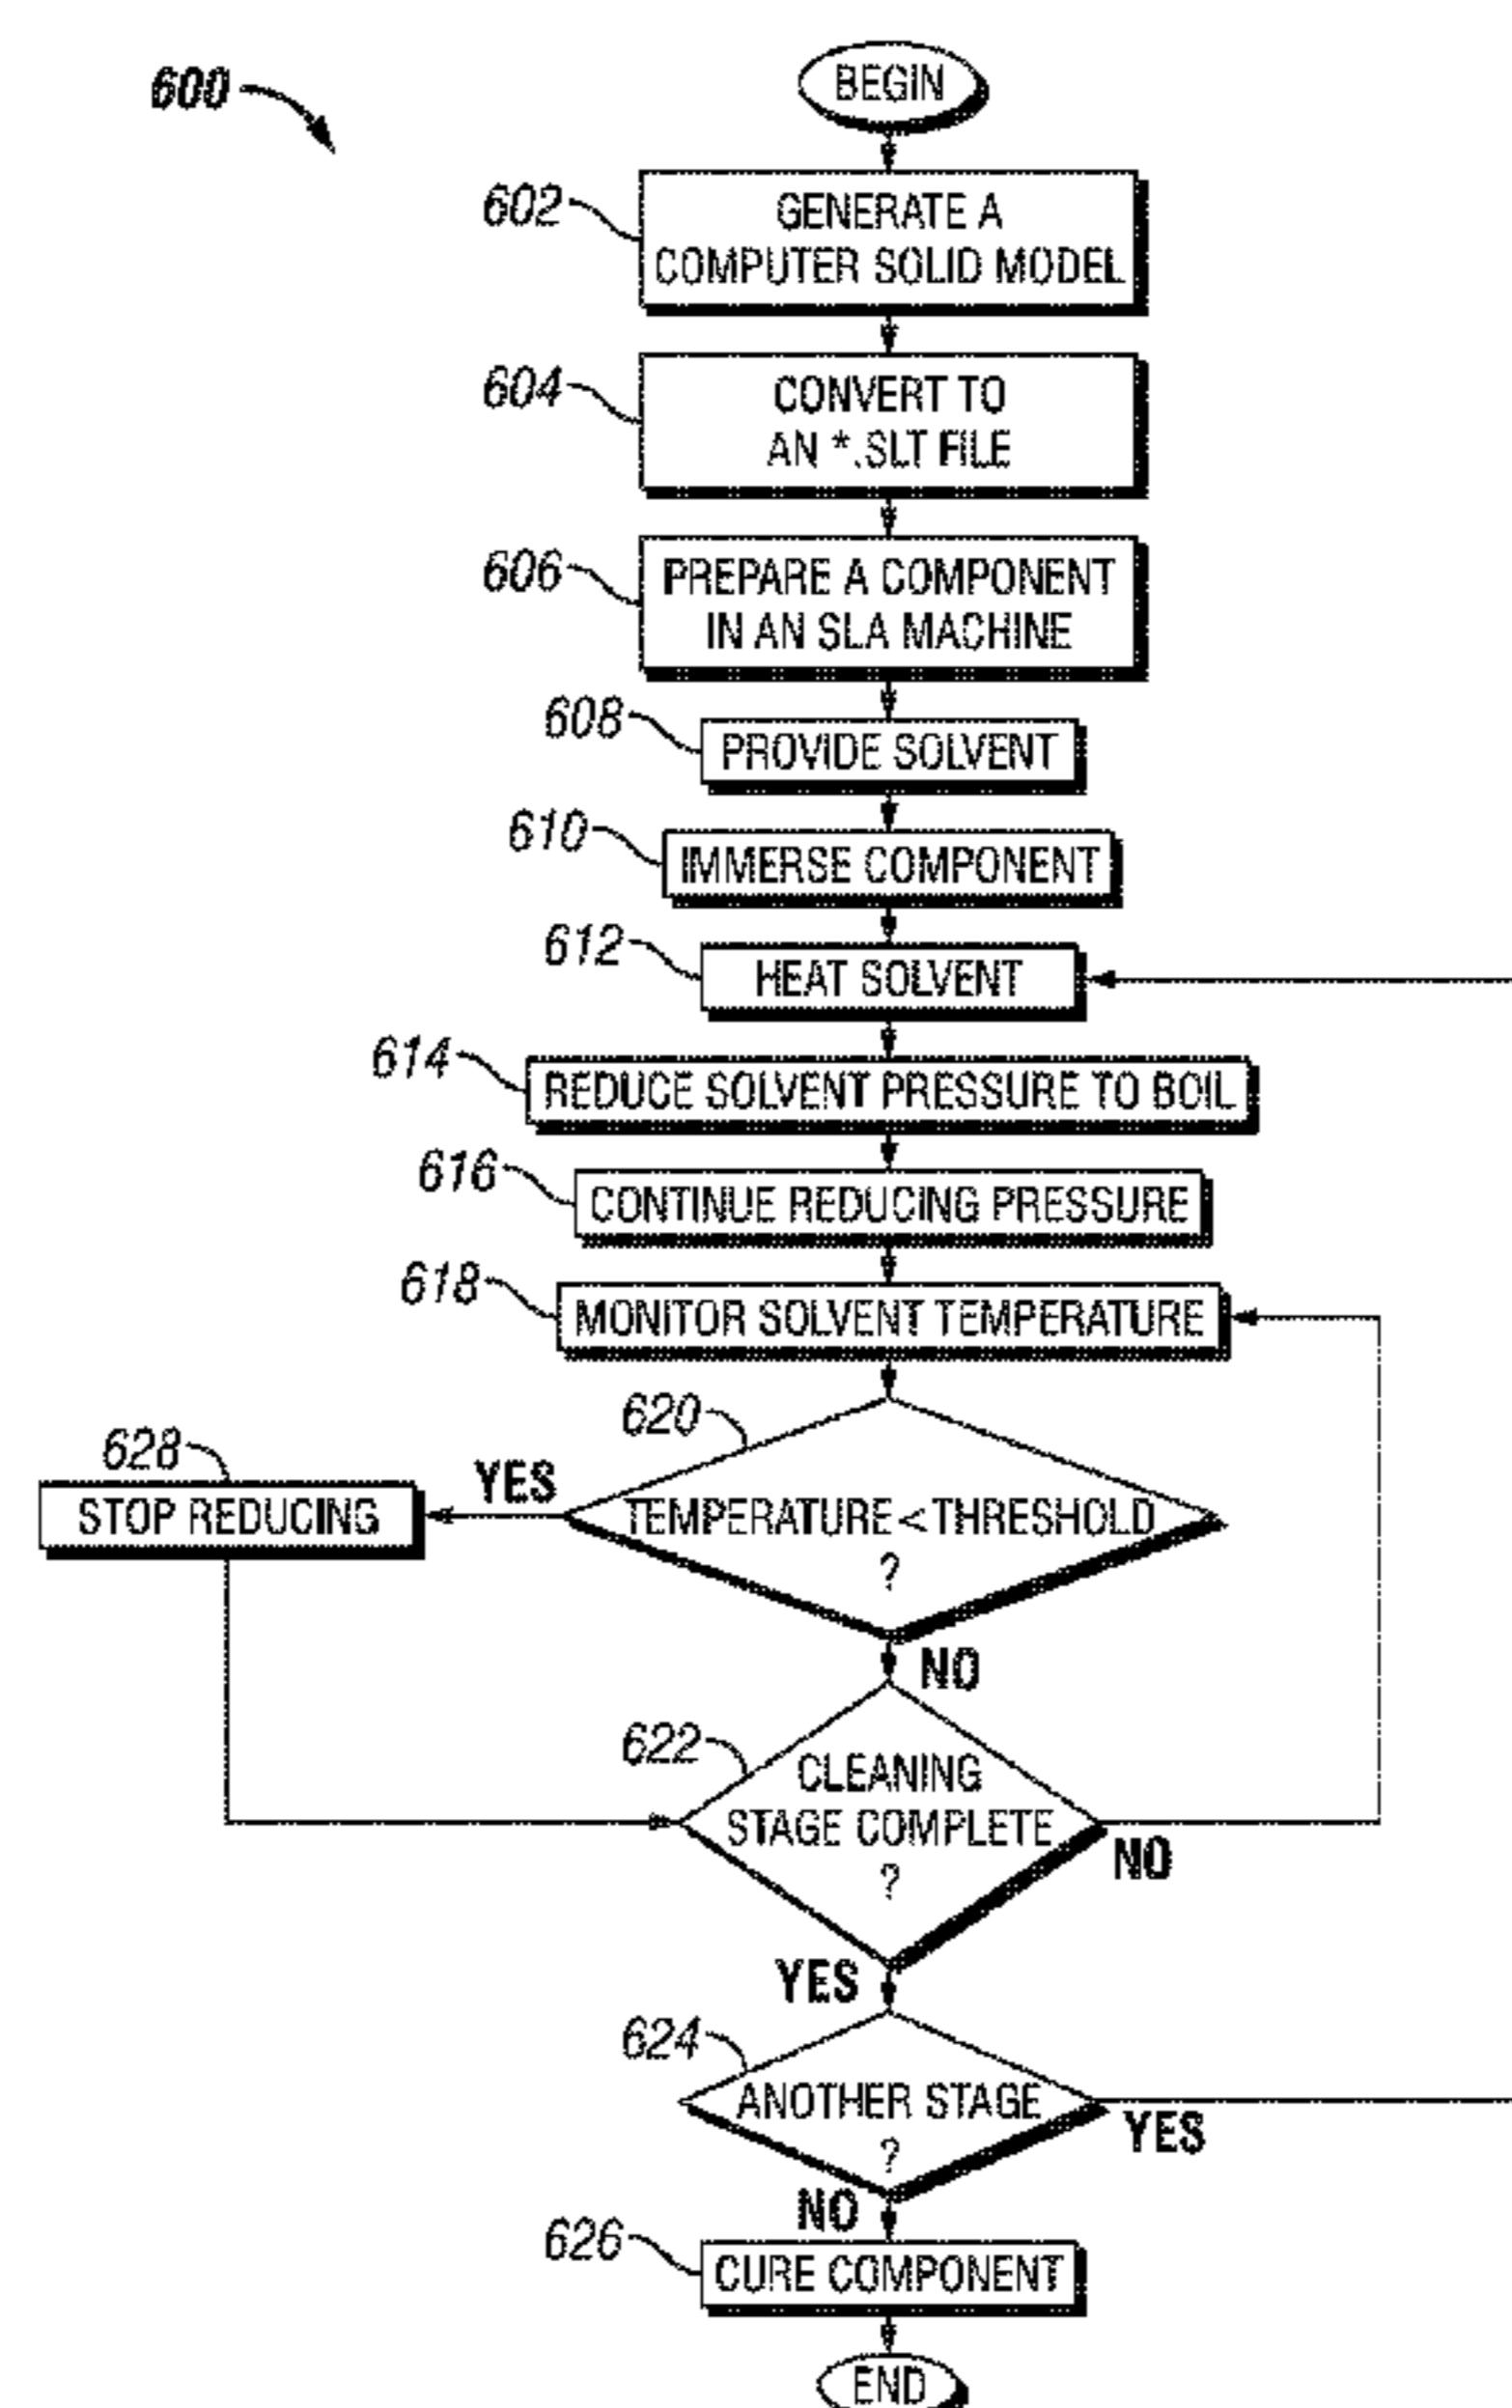 600
BEGIN
602
GENERATE A
COMPUTER SOLID MODEL
604
CONVERT TO
AN *.SLT FILE
606
PREPARE A COMPONENT
IN AN SLA MACHINE
608
PROVIDE SOLVENT
610
IMMERSE COMPONENT
612
HEAT SOLVENT
614
REDUCE SOLVENT PRESSURE TO BOIL
616
CONTINUE REDUCING PRESSURE
618
MONITOR SOLVENT TEMPERATURE
620
TEMPERATURE < THRESHOLD
?
YES
628
STOP REDUCING
NO
622
CLEANING
STAGE COMPLETE
?
NO
YES
624
ANOTHER STAGE
?
YES
NO
626
CURE COMPONENT
END